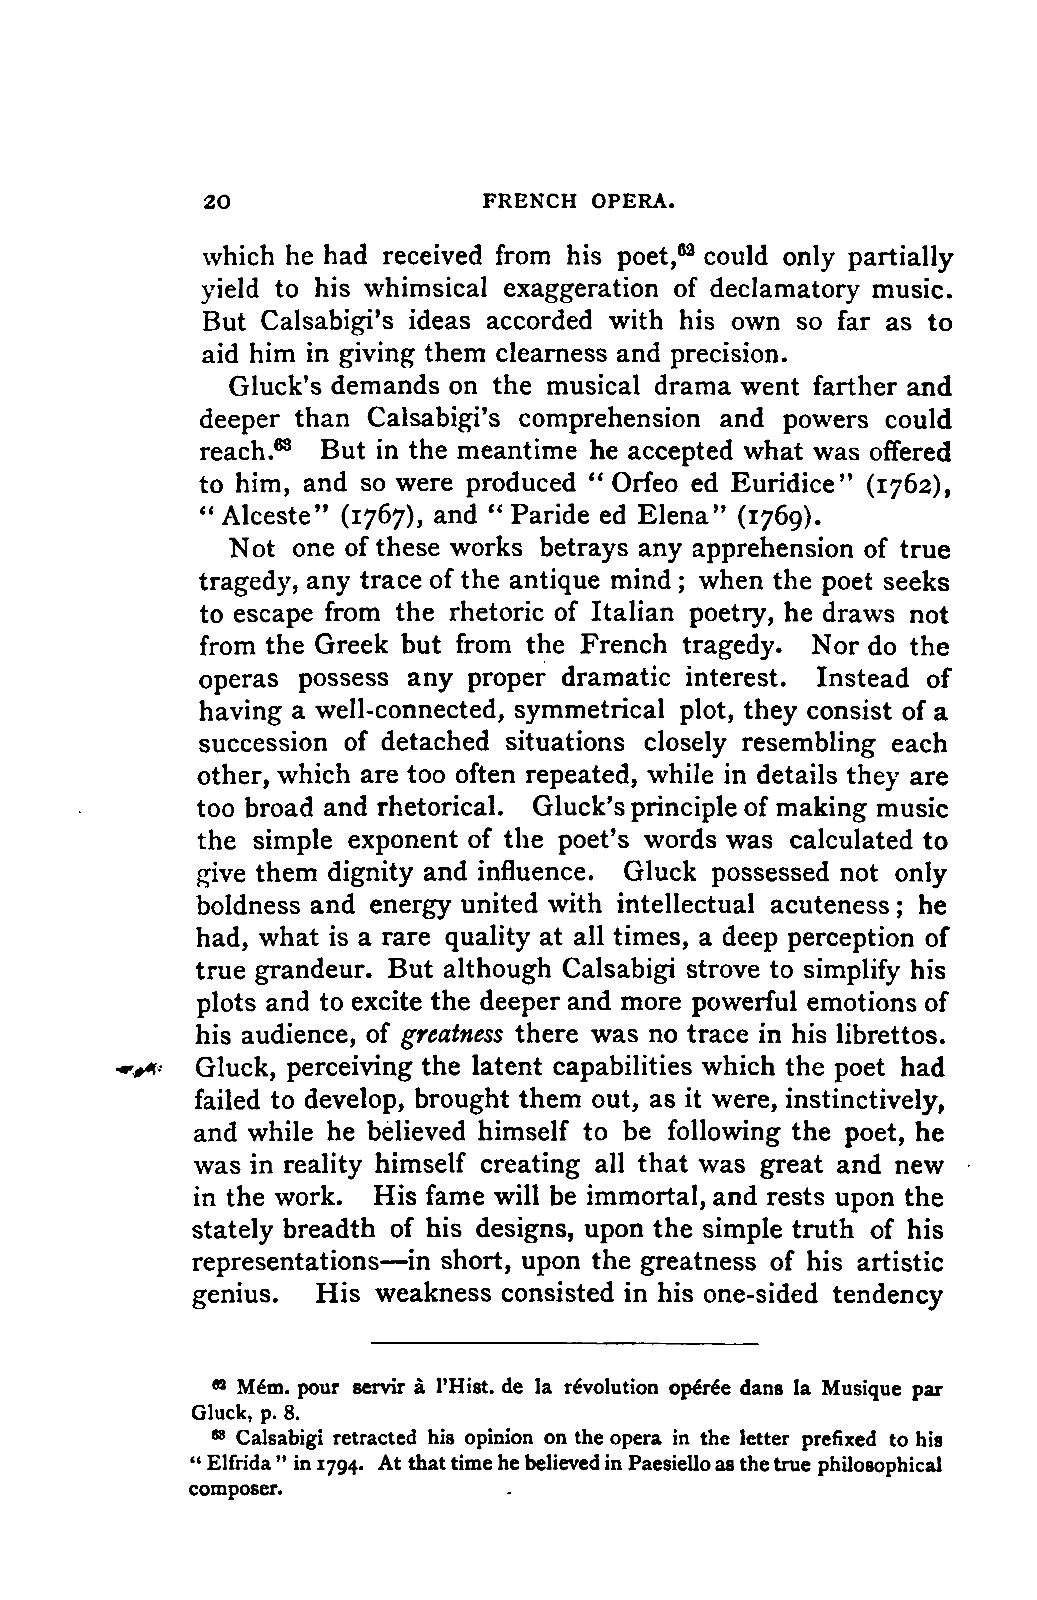 20 FRENCH OPERA.
which he had received from his poet,⁶² could only partially
yield to his whimsical exaggeration of declamatory music.
But Calsabigi's ideas accorded with his own so far as to
aid him in giving them clearness and precision.
Gluck's demands on the musical drama went farther and
deeper than Calsabigi's comprehension and powers could
reach.⁶³ But in the meantime he accepted what was offered
to him, and so were produced "Orfeo ed Euridice" (1762),
"Alceste" (1767), and "Paride ed Elena" (1769).
Not one of these works betrays any apprehension of true
tragedy, any trace of the antique mind; when the poet seeks
to escape from the rhetoric of Italian poetry, he draws not
from the Greek but from the French tragedy. Nor do the
operas possess any proper dramatic interest. Instead of
having a well-connected, symmetrical plot, they consist of a
succession of detached situations closely resembling each
other, which are too often repeated, while in details they are
too broad and rhetorical. Gluck's principle of making music
the simple exponent of the poet's words was calculated to
give them dignity and influence. Gluck possessed not only
boldness and energy united with intellectual acuteness; he
had, what is a rare quality at all times, a deep perception of
true grandeur. But although Calsabigi strove to simplify his
plots and to excite the deeper and more powerful emotions of
his audience, of greatness there was no trace in his librettos.
Gluck, perceiving the latent capabilities which the poet had
failed to develop, brought them out, as it were, instinctively,
and while he believed himself to be following the poet, he
was in reality himself creating all that was great and new
in the work. His fame will be immortal, and rests upon the
stately breadth of his designs, upon the simple truth of his
representations—in short, upon the greatness of his artistic
genius. His weakness consisted in his one-sided tendency
⁶² Mém. pour servir à l'Hist. de la révolution opérée dans la Musique par
Gluck, p. 8.
⁶³ Calsabigi retracted his opinion on the opera in the letter prefixed to his
"Elfrida" in 1794. At that time he believed in Paesiello as the true philosophical
composer.